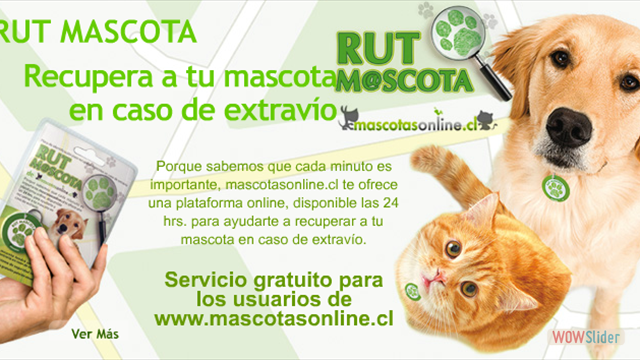 RUT MASCOTA
Recupera a tu mascota
en caso de extravío
RUT
M@SCOTA
mascotasonline.cl
RUT
M@SCOTA
Porque sabemos que cada minuto es
importante, mascotasonline.cl te ofrece
una plataforma online, disponible las 24
hrs. para ayudarte a recuperar a tu
mascota en caso de extravío.
Servicio gratuito para
los usuarios de
www.mascotasonline.cl
Ver Más
WOWSlider